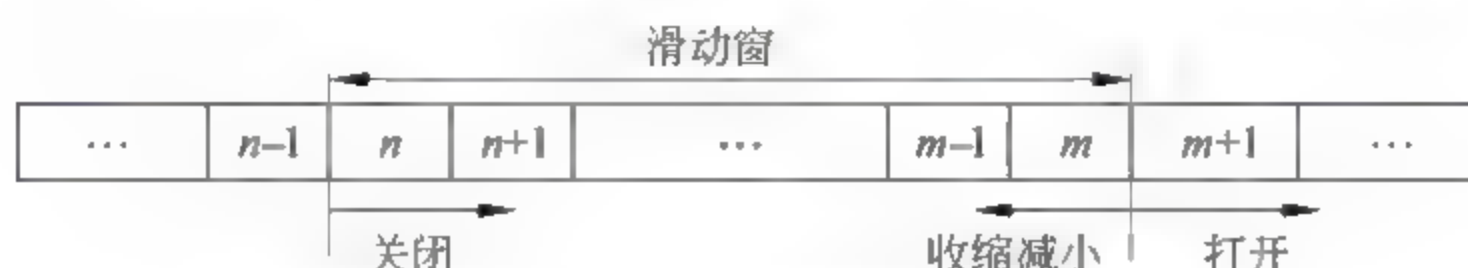 滑动窗
… n-1 n n+1 … m-1 m m+1 …
关闭 收缩减小 打开